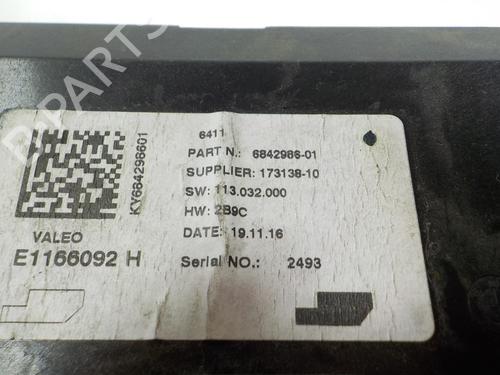 B-PARTS
6411
PART N.: 6842986-01
SUPPLIER: 173138-10
SW: 113.032.000
HW: 2B9C
DATE: 19.11.16
Serial NO.: 2493
KY684298601
VALEO
E1166092 H